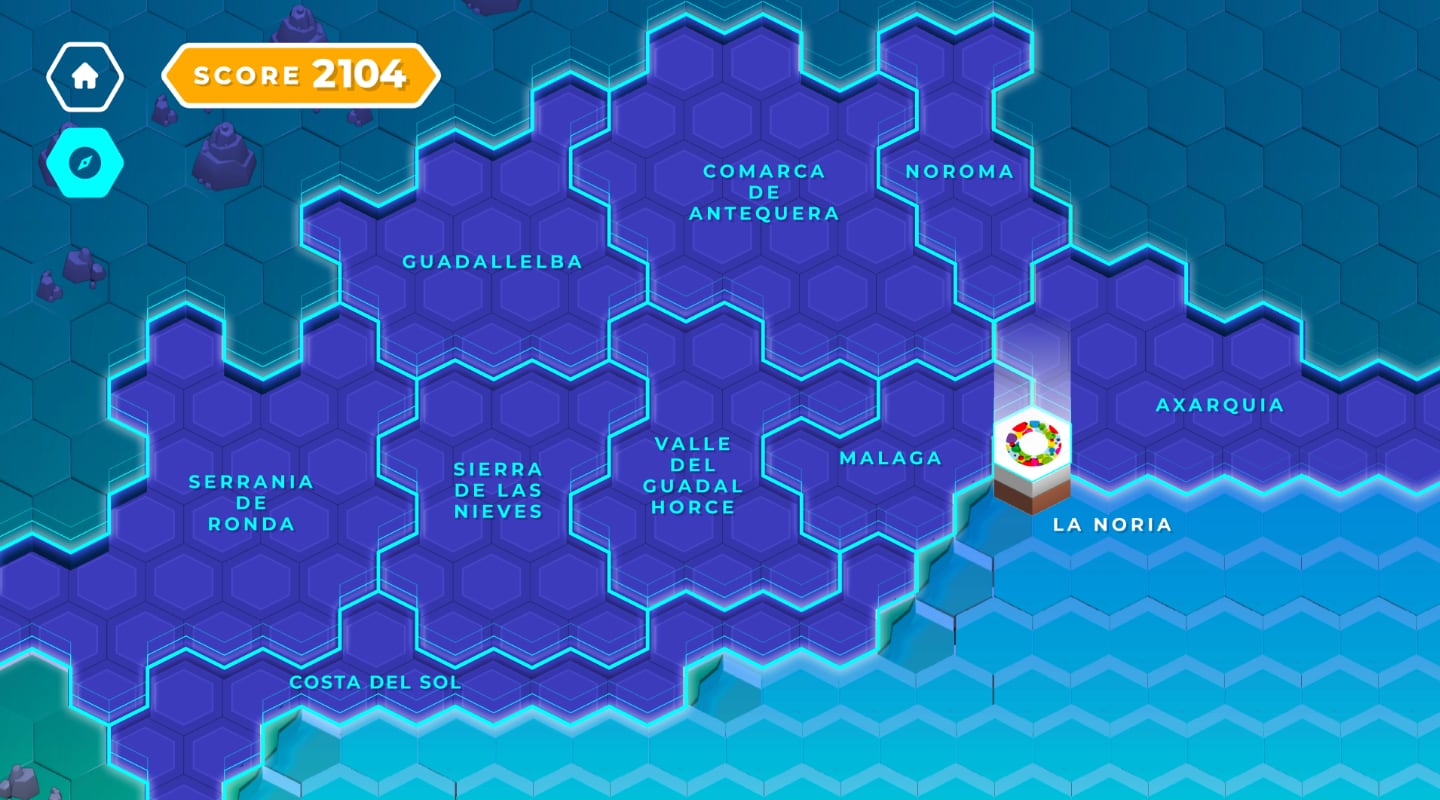 SCORE 2104
COMARCA
DE
ANTEQUERA
NOROMA
GUADALLELBA
AXARQUIA
SERRANIA
DE
RONDA
SIERRA
DE LAS
NIEVES
VALLE
DEL
GUADAL
HORCE
MALAGA
LA NORIA
COSTA DEL SOL